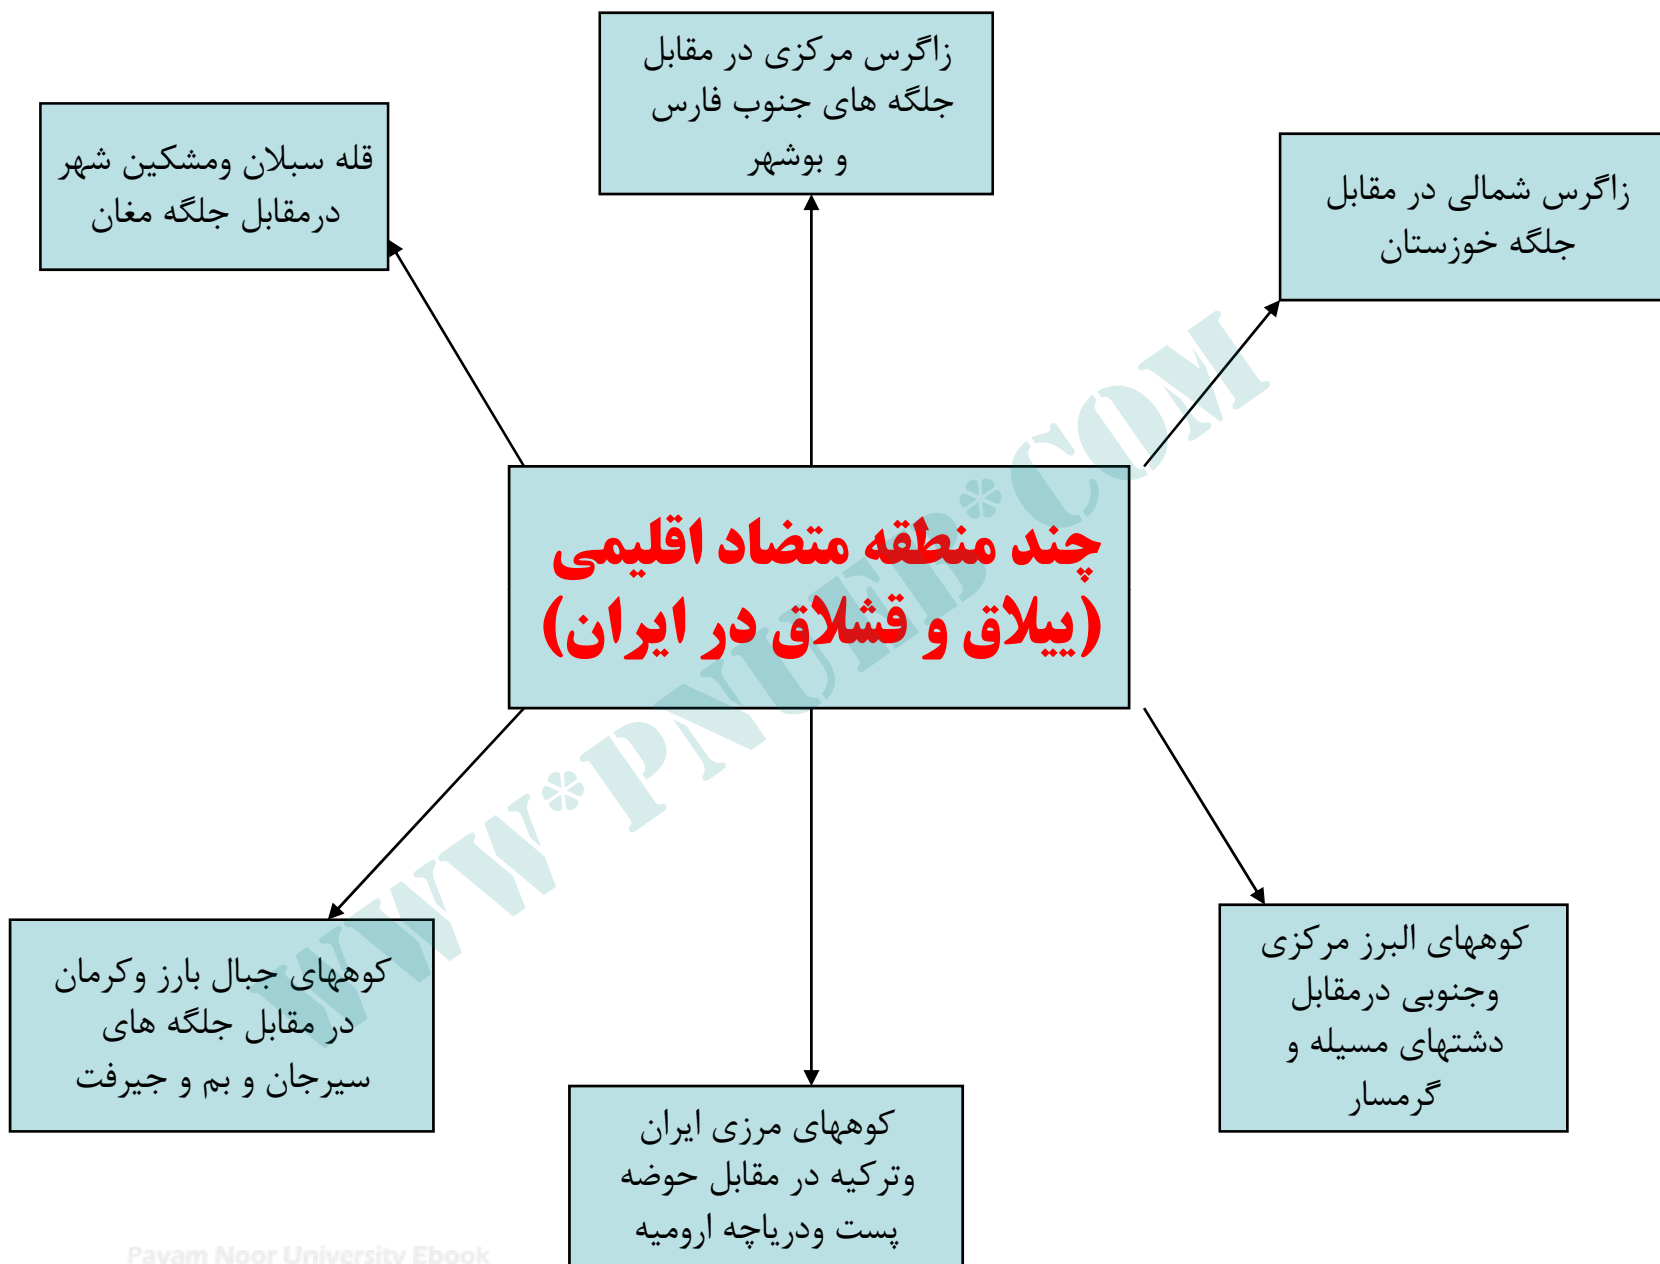 زاگرس مرکزی در مقابل
جلگه های جنوب فارس
و بوشهر
قله سبلان ومشکین شهر
درمقابل جلگه مغان
زاگرس شمالی در مقابل
جلگه خوزستان
چند منطقه متضاد اقلیمی
(ییلاق و قشلاق در ایران)
کوههای البرز مرکزی
وجنوبی درمقابل
دشتهای مسیله و
گرمسار
کوههای جبال بارز وکرمان
در مقابل جلگه های
سیرجان و بم و جیرفت
کوههای مرزی ایران
وترکیه در مقابل حوضه
پست ودریاچه ارومیه
WWW*PNUEB*COM
Payam Noor University Ebook